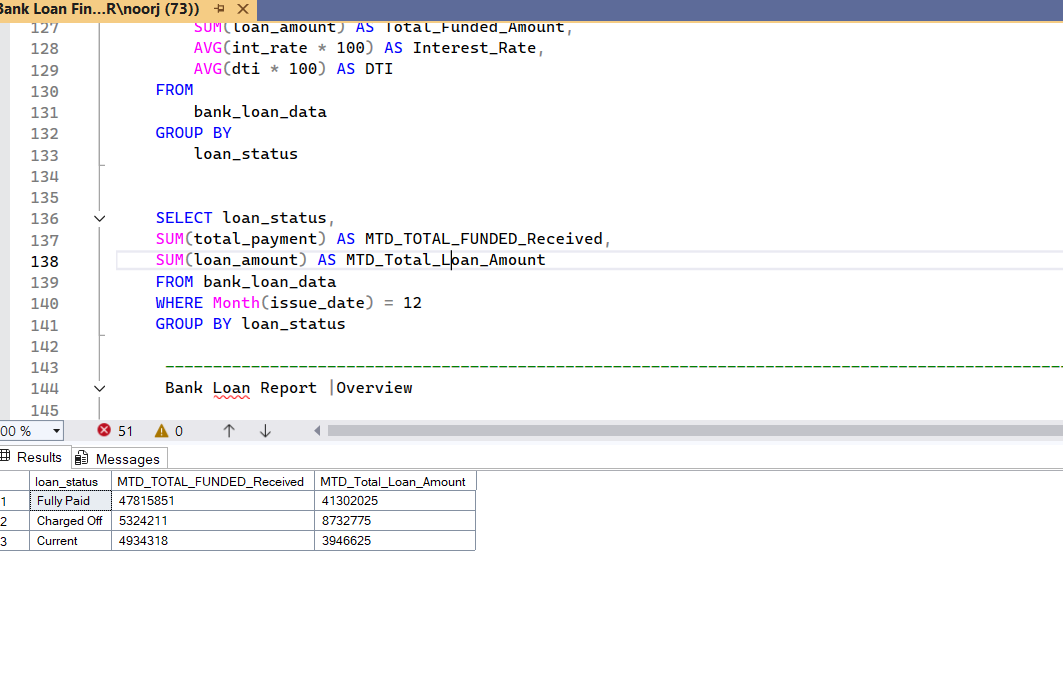 Bank Loan Fin...R\noorj (73))
127 SUM(loan_amount) AS Total_Funded_Amount,
128 AVG(int_rate * 100) AS Interest_Rate,
129 AVG(dti * 100) AS DTI
130 FROM
131 bank_loan_data
132 GROUP BY
133 loan_status
134
135
136 SELECT loan_status,
137 SUM(total_payment) AS MTD_TOTAL_FUNDED_Received,
138 SUM(loan_amount) AS MTD_Total_Loan_Amount
139 FROM bank_loan_data
140 WHERE Month(issue_date) = 12
141 GROUP BY loan_status
142
143 ----------------------------------------------------------------------------------------------
144 Bank Loan Report |Overview
145
00 % 51 0
Results Messages
loan_status MTD_TOTAL_FUNDED_Received MTD_Total_Loan_Amount
1 Fully Paid 47815851 41302025
2 Charged Off 5324211 8732775
3 Current 4934318 3946625